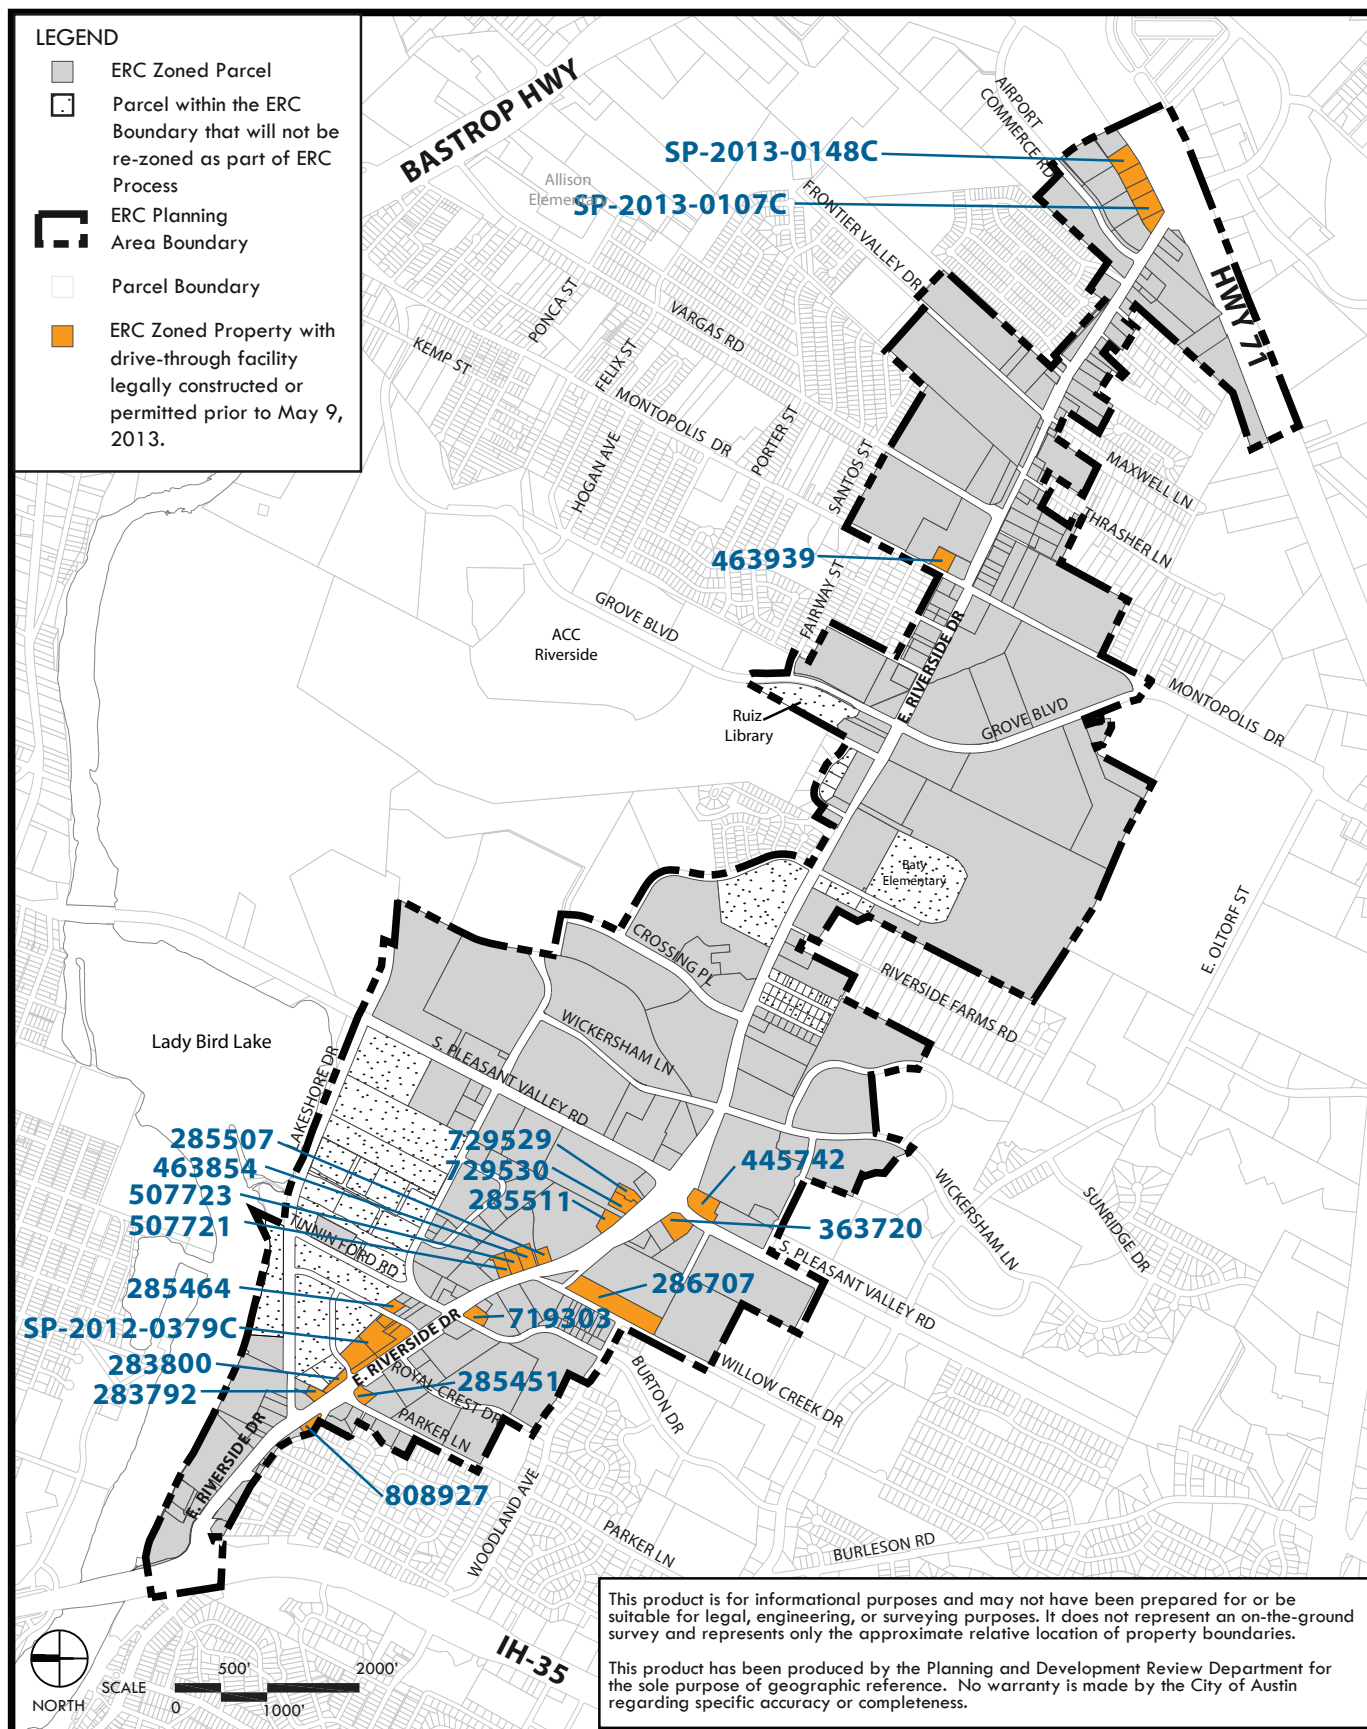 LEGEND
ERC Zoned Parcel
Parcel within the ERC
Boundary that will not be
re-zoned as part of ERC
Process
ERC Planning
Area Boundary
Parcel Boundary
ERC Zoned Property with
drive-through facility
legally constructed or
permitted prior to May 9,
2013.
BASTROP HWY
AIRPORT
COMMERCE RD
SP-2013-0148C
Allison
Elementary
SP-2013-0107C
FRONTIER VALLEY DR
HWY 71
PONCA ST
VARGAS RD
KEMP ST
FELIX ST
MONTOPOLIS DR
PORTER ST
HOGAN AVE
SANTOS ST
MAXWELL LN
THRASHER LN
463939
FAIRWAY ST
GROVE BLVD
ACC
Riverside
E. RIVERSIDE DR
Ruiz
Library
GROVE BLVD
MONTOPOLIS DR
Baty
Elementary
E. OLTORF ST
CROSSING PL
RIVERSIDE FARMS RD
WICKERSHAM LN
Lady Bird Lake
LAKESHORE DR
S. PLEASANT VALLEY RD
285507
463854
507723
507721
729529
729530
285511
445742
363720
WICKERSHAM LN
SUNRIDGE DR
TINNIN FORD RD
S. PLEASANT VALLEY RD
285464
286707
SP-2012-0379C
719303
E. RIVERSIDE DR
283800
283792
ROYAL CREST DR
285451
BURTON DR
WILLOW CREEK DR
PARKER LN
E. RIVERSIDE DR
808927
WOODLAND AVE
PARKER LN
BURLESON RD
IH-35
NORTH
SCALE
500'
2000'
0
1000'
This product is for informational purposes and may not have been prepared for or be
suitable for legal, engineering, or surveying purposes. It does not represent an on-the-ground
survey and represents only the approximate relative location of property boundaries.
This product has been produced by the Planning and Development Review Department for
the sole purpose of geographic reference.  No warranty is made by the City of Austin
regarding specific accuracy or completeness.